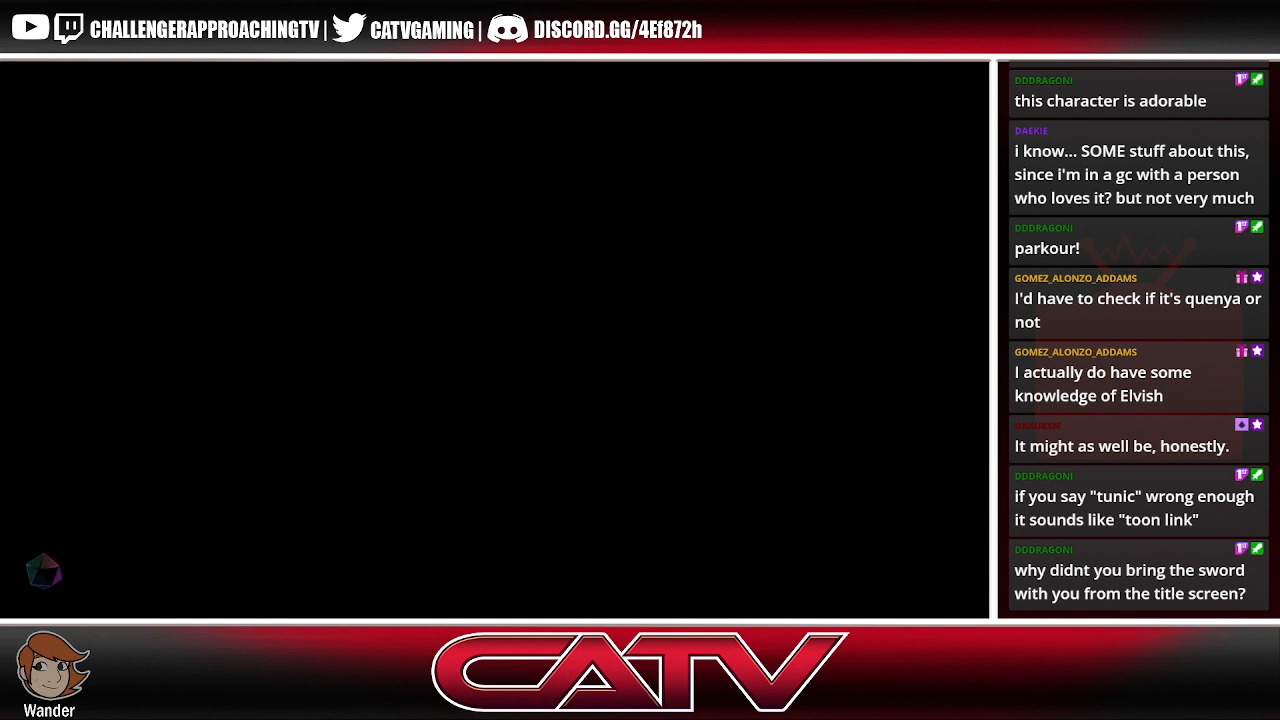 CHALLENGERAPPROACHINGTV | CATVGAMING | DISCORD.GG/4Ef872h
DDDRAGONI
this character is adorable
DAEKIE
i know... SOME stuff about this,
since i'm in a gc with a person
who loves it? but not very much
DDDRAGONI
parkour!
GOMEZ_ALONZO_ADDAMS
I'd have to check if it's quenya or
not
GOMEZ_ALONZO_ADDAMS
I actually do have some
knowledge of Elvish
It might as well be, honestly.
DDDRAGONI
if you say "tunic" wrong enough
it sounds like "toon link"
DDDRAGONI
why didnt you bring the sword
with you from the title screen?
CATV
Wander